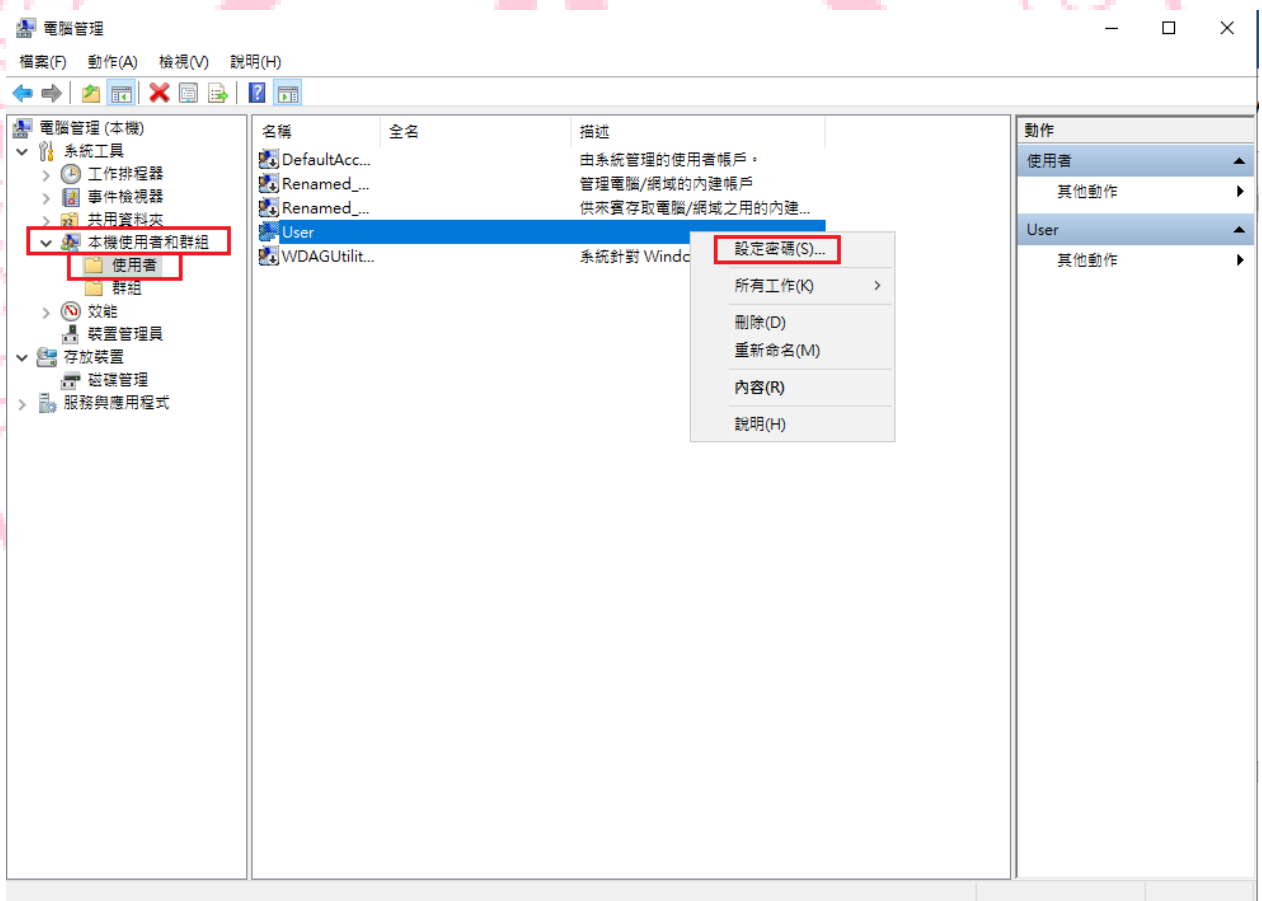 電腦管理
檔案(F) 動作(A) 檢視(V) 說明(H)
電腦管理 (本機)
系統工具
工作排程器
事件檢視器
共用資料夾
本機使用者和群組
使用者
群組
效能
裝置管理員
存放裝置
磁碟管理
服務與應用程式
名稱 全名 描述
DefaultAcc... 由系統管理的使用者帳戶。
Renamed_... 管理電腦/網域的內建帳戶
Renamed_... 供來賓存取電腦/網域之用的內建...
User
WDAGUtilit... 系統針對 Windo
設定密碼(S)...
所有工作(K)
刪除(D)
重新命名(M)
內容(R)
說明(H)
動作
使用者
其他動作
User
其他動作